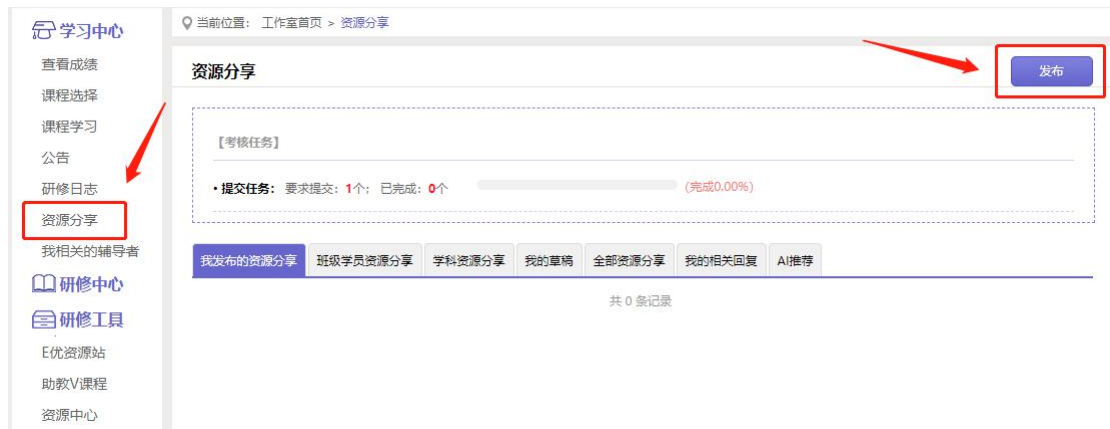 学习中心
查看成绩
课程选择
课程学习
公告
研修日志
资源分享
我相关的辅导者
研修中心
研修工具
E优资源站
助教V课程
资源中心
当前位置： 工作室首页 > 资源分享
资源分享
发布
【考核任务】
• 提交任务： 要求提交：1个； 已完成：0个 (完成0.00%)
我发布的资源分享 班级学员资源分享 学科资源分享 我的草稿 全部资源分享 我的相关回复 AI推荐
共 0 条记录